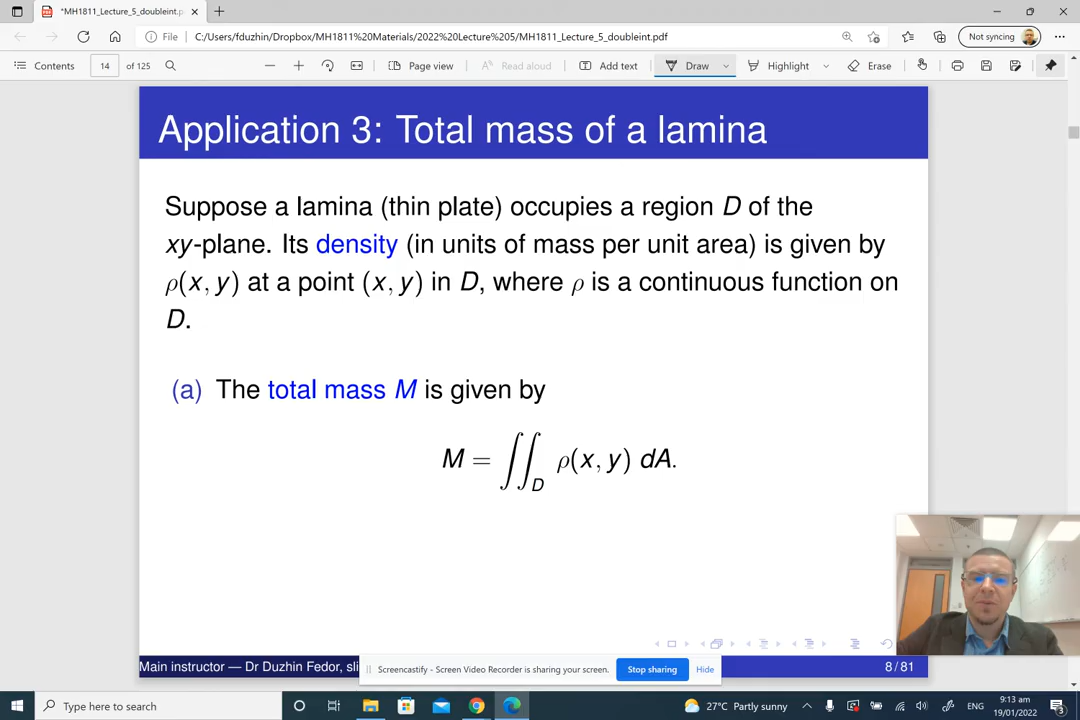 *MH1811_Lecture_5_doubleint.p
File
C:/Users/fduzhin/Dropbox/MH1811%20Materials/2022%20Lecture%205/MH1811_Lecture_5_doubleint.pdf
Not syncing
Contents
14 of 125
Page view
Read aloud
Add text
Draw
Highlight
Erase
Application 3: Total mass of a lamina
Suppose a lamina (thin plate) occupies a region D of the
xy-plane. Its density (in units of mass per unit area) is given by
ρ(x, y) at a point (x, y) in D, where ρ is a continuous function on
D.
(a) The total mass M is given by
M = ∬_D ρ(x, y) dA.
Main instructor — Dr Duzhin Fedor, sli
8 / 81
Screencastify - Screen Video Recorder is sharing your screen.
Stop sharing
Hide
Type here to search
27°C Partly sunny
ENG
9:13 am
19/01/2022
3